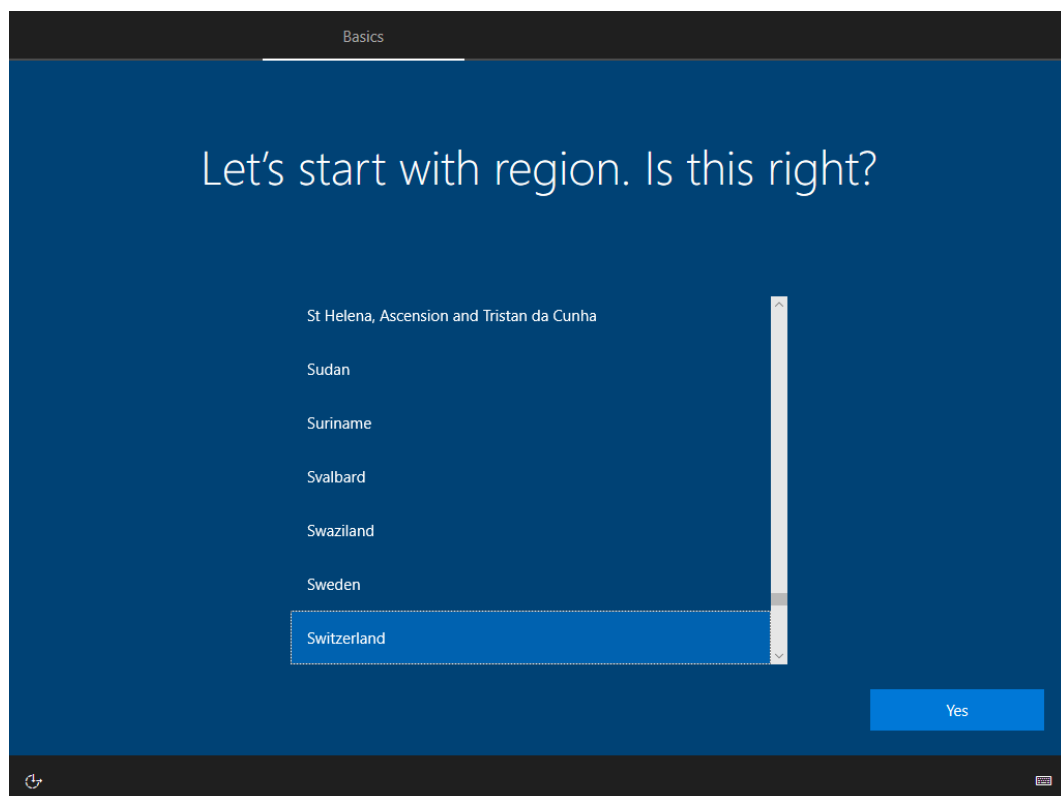 Basics
Let's start with region. Is this right?
St Helena, Ascension and Tristan da Cunha
Sudan
Suriname
Svalbard
Swaziland
Sweden
Switzerland
Yes